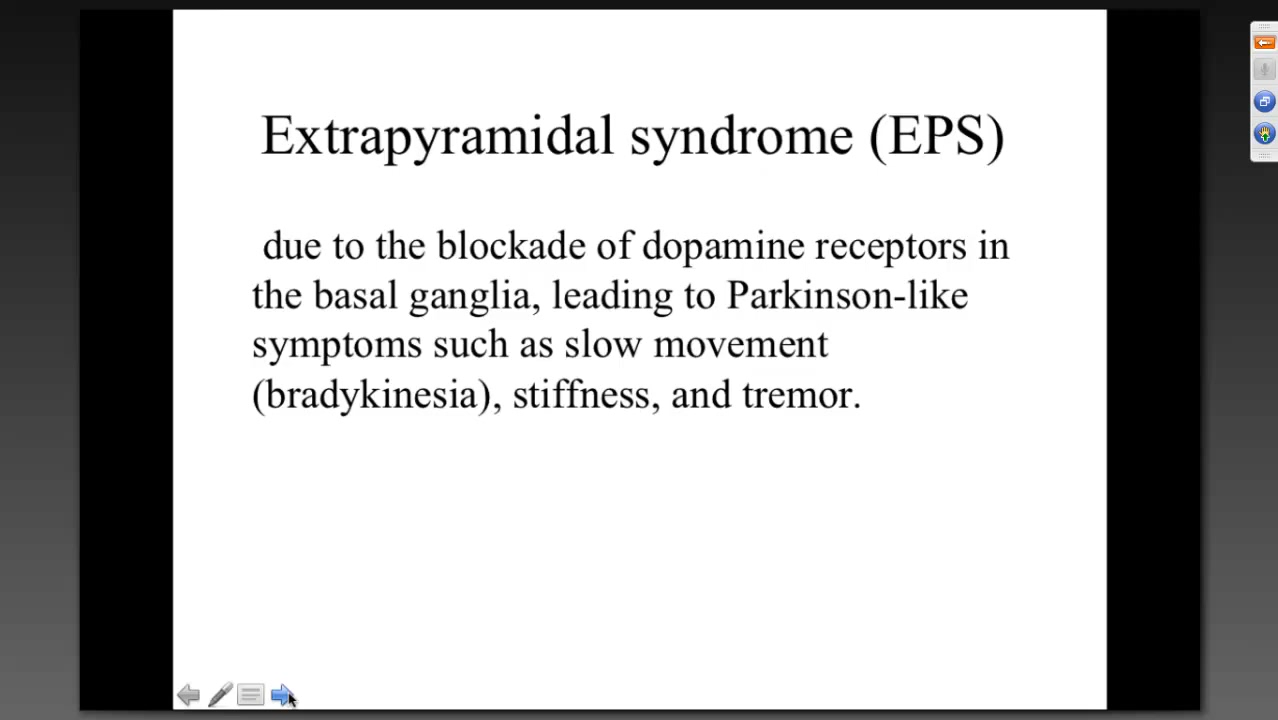 Extrapyramidal syndrome (EPS)
due to the blockade of dopamine receptors in
the basal ganglia, leading to Parkinson-like
symptoms such as slow movement
(bradykinesia), stiffness, and tremor.